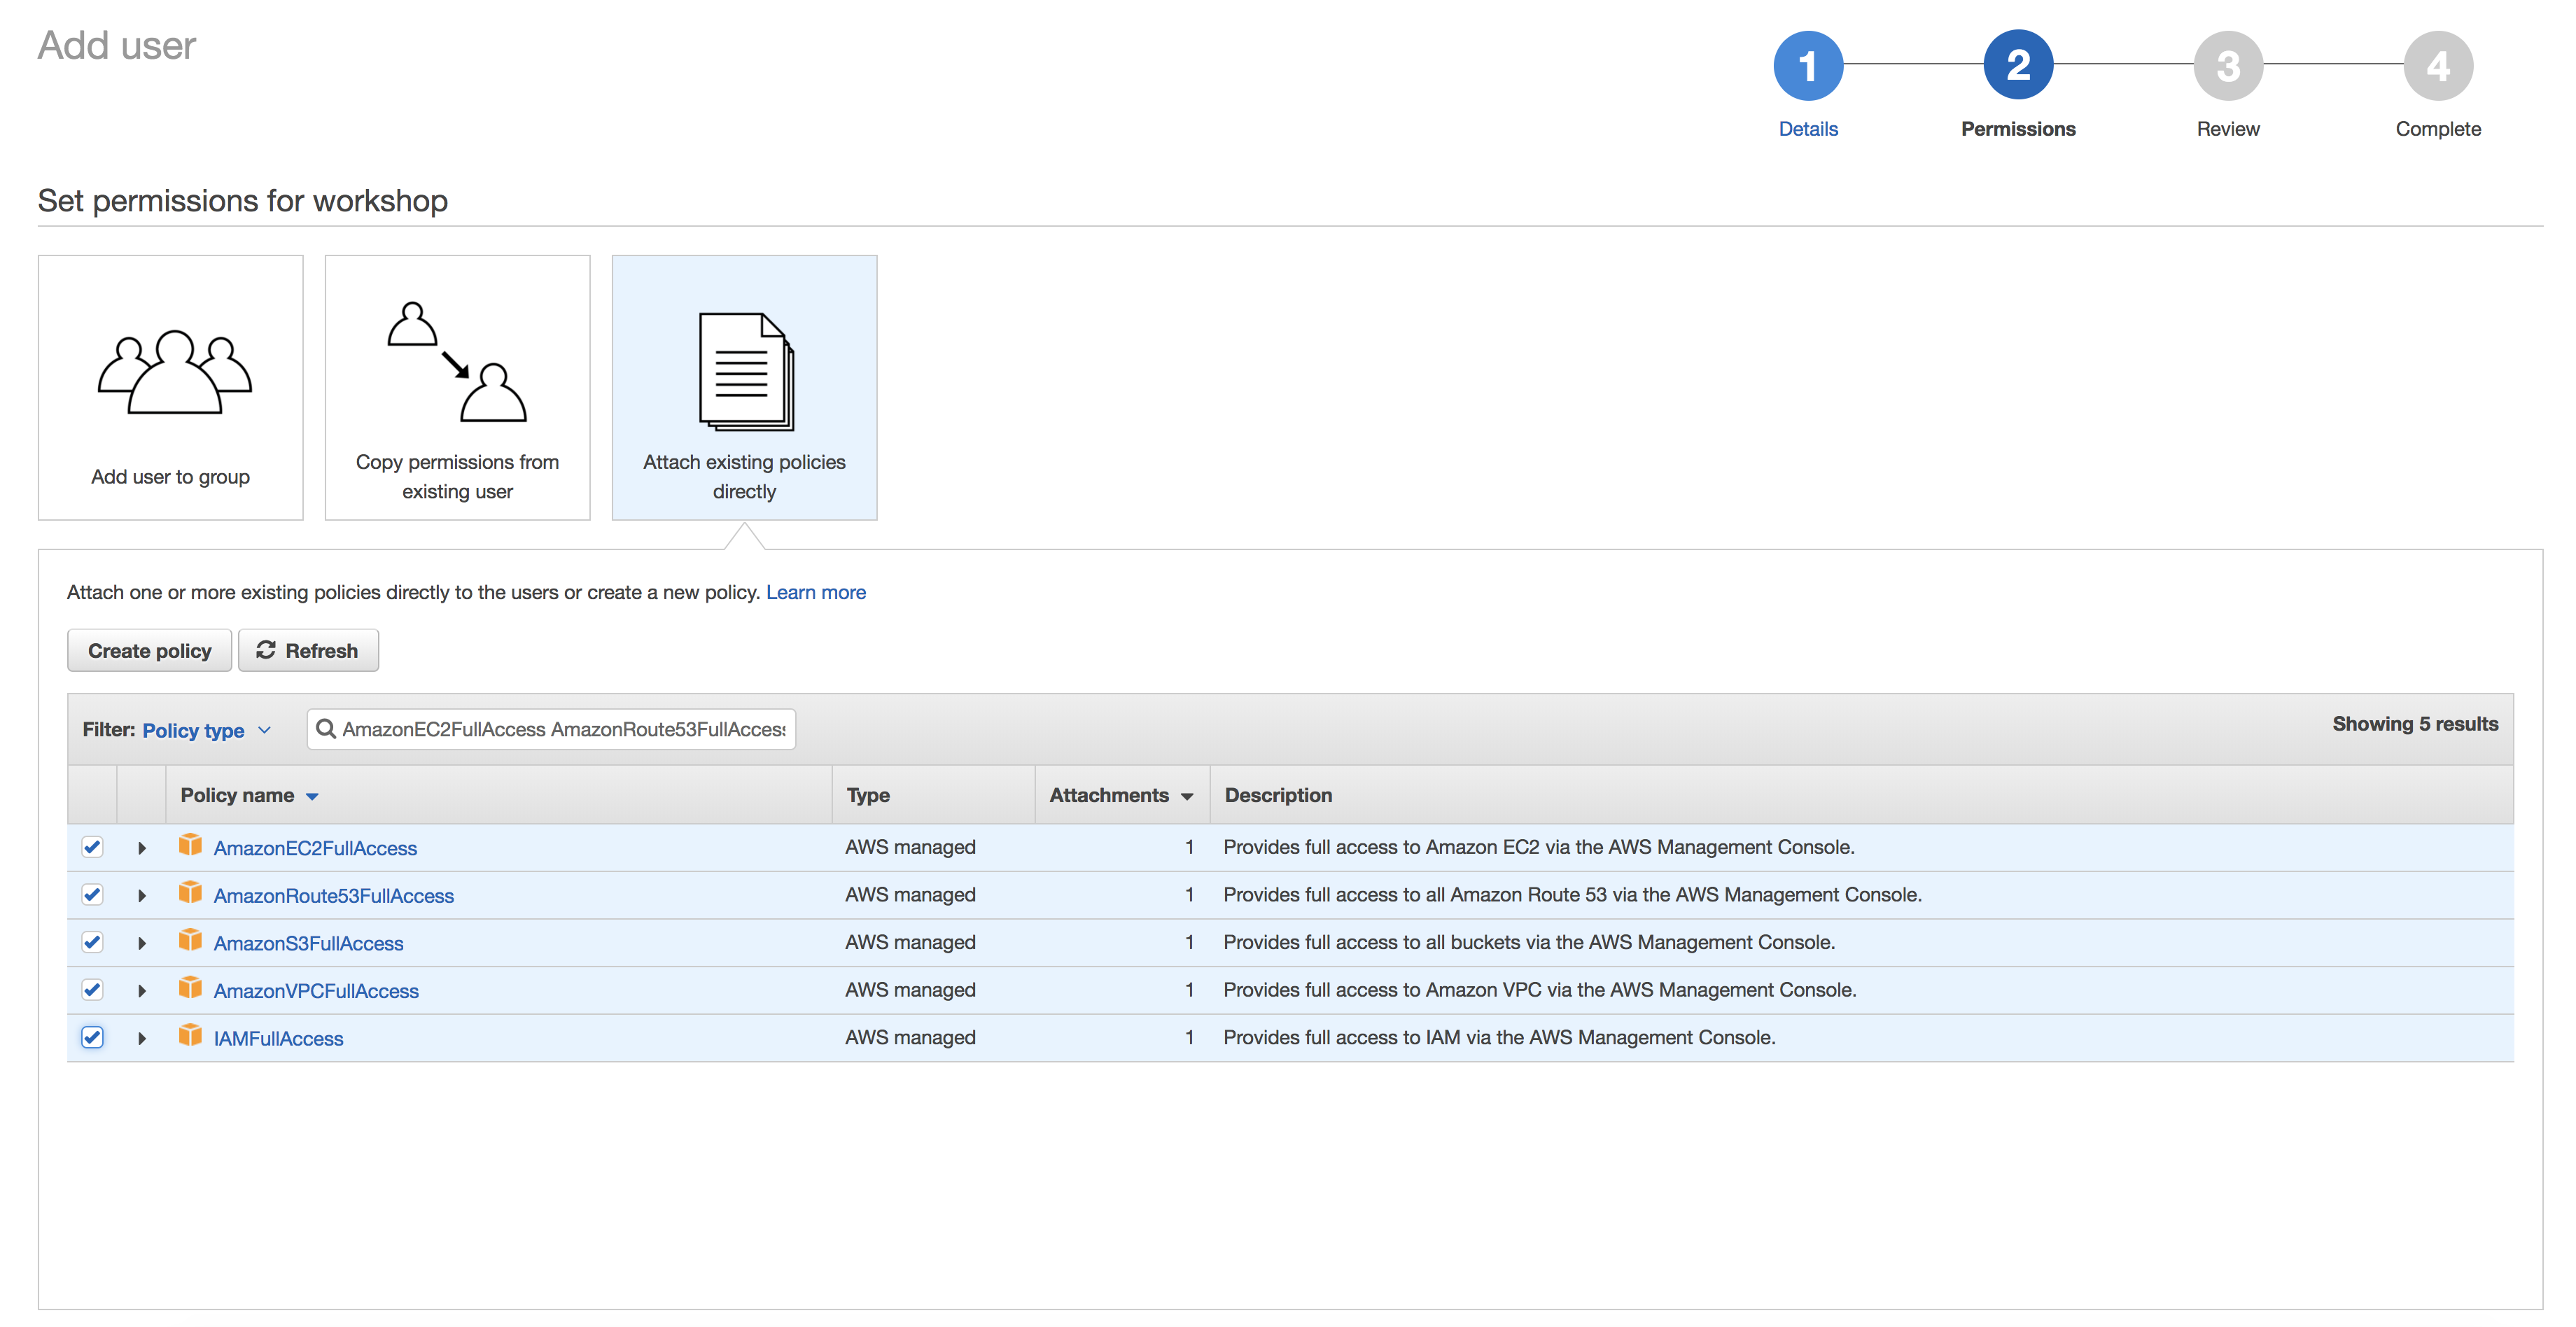 Add user
1
2
3
4
Details
Permissions
Review
Complete
Set permissions for workshop
Add user to group
Copy permissions from
existing user
Attach existing policies
directly
Attach one or more existing policies directly to the users or create a new policy. Learn more
Create policy
Refresh
Filter: Policy type
AmazonEC2FullAccess AmazonRoute53FullAccess
Showing 5 results
Policy name Type Attachments Description
AmazonEC2FullAccess AWS managed 1 Provides full access to Amazon EC2 via the AWS Management Console.
AmazonRoute53FullAccess AWS managed 1 Provides full access to all Amazon Route 53 via the AWS Management Console.
AmazonS3FullAccess AWS managed 1 Provides full access to all buckets via the AWS Management Console.
AmazonVPCFullAccess AWS managed 1 Provides full access to Amazon VPC via the AWS Management Console.
IAMFullAccess AWS managed 1 Provides full access to IAM via the AWS Management Console.